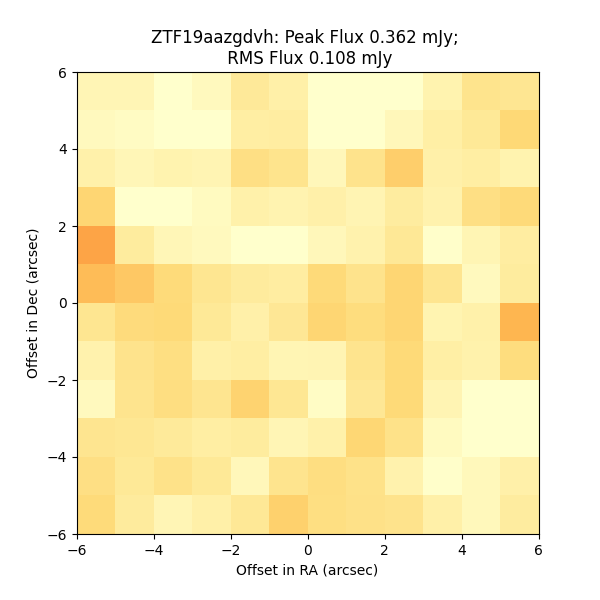 ZTF19aazgdvh: Peak Flux 0.362 mJy;
RMS Flux 0.108 mJy
6
4
2
0
−2
−4
−6
Offset in Dec (arcsec)
−6 −4 −2 0 2 4 6
Offset in RA (arcsec)